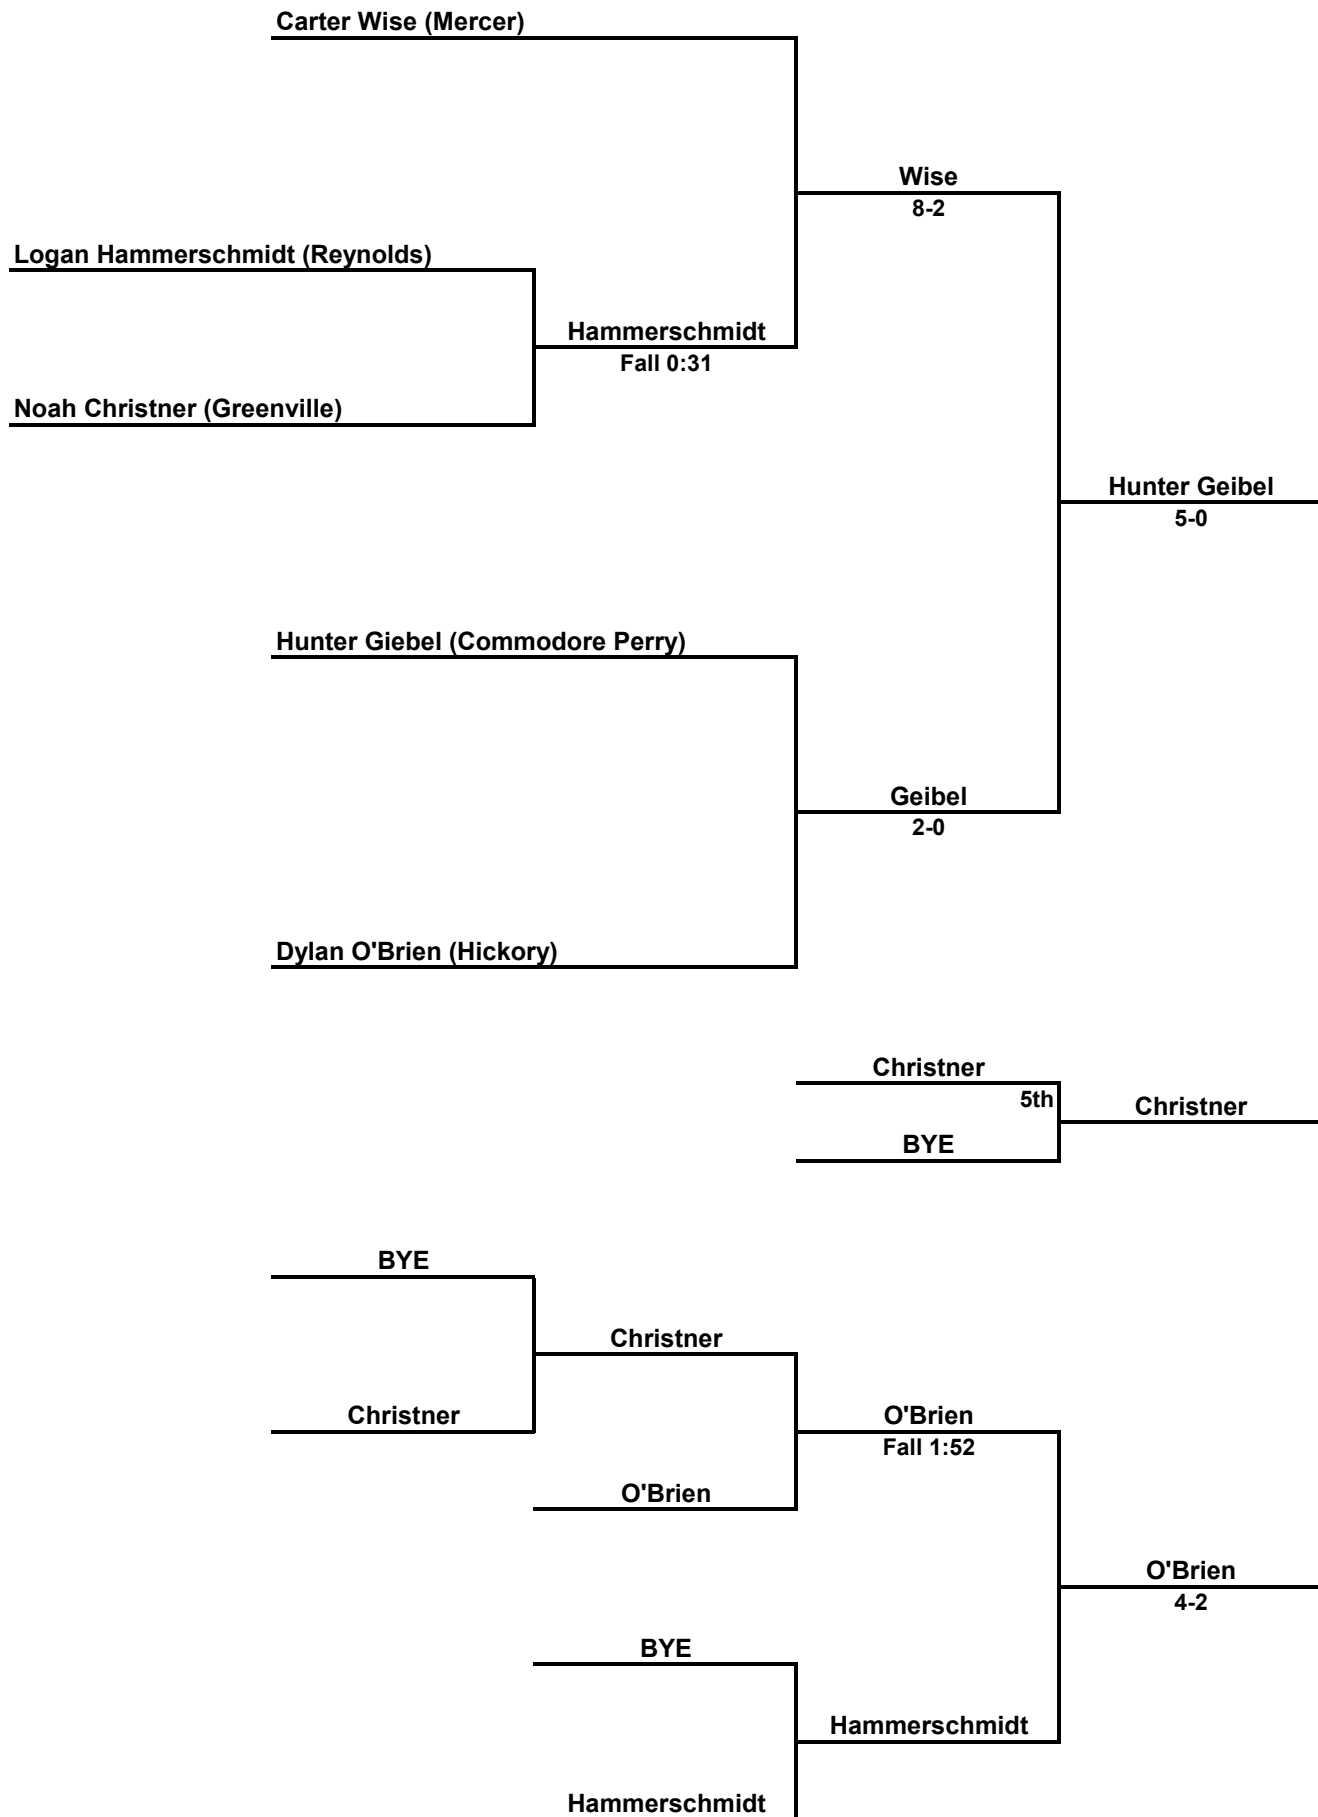 Carter Wise (Mercer)
Wise
8-2
Logan Hammerschmidt (Reynolds)
Hammerschmidt
Fall 0:31
Noah Christner (Greenville)
Hunter Geibel
5-0
Hunter Giebel (Commodore Perry)
Geibel
2-0
Dylan O'Brien (Hickory)
Christner
5th
Christner
BYE
BYE
Christner
Christner
O'Brien
Fall 1:52
O'Brien
O'Brien
4-2
BYE
Hammerschmidt
Hammerschmidt